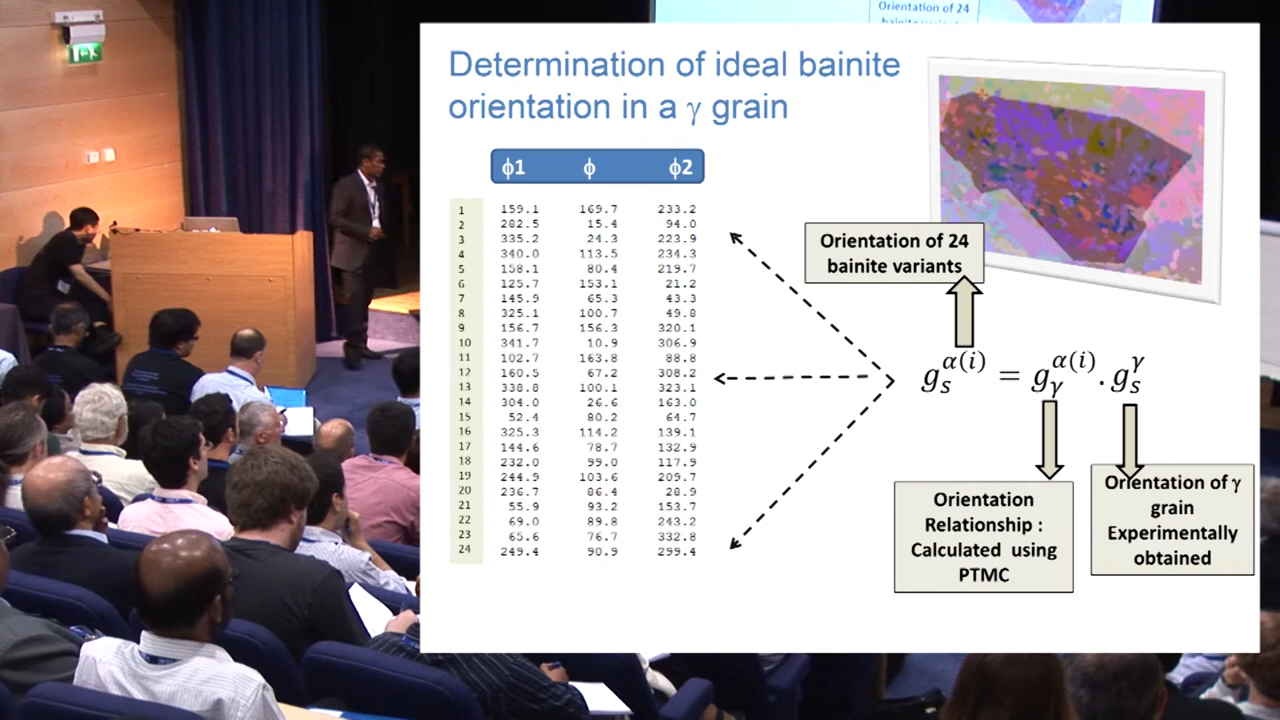 Orientation of 24
Determination of ideal bainite
orientation in a γ grain
ϕ1 ϕ ϕ2
1 159.1 169.7 233.2
2 282.5 15.4 94.0
3 335.2 24.3 223.9
4 340.0 113.5 234.3
5 158.1 80.4 219.7
6 125.7 153.1 21.2
7 145.9 65.3 43.3
8 325.1 100.7 49.8
9 156.7 156.3 320.1
10 341.7 10.9 306.9
11 102.7 163.8 88.8
12 160.5 67.2 308.2
13 338.8 100.1 323.1
14 304.0 26.6 163.0
15 52.4 80.2 64.7
16 325.3 114.2 139.1
17 144.6 78.7 132.9
18 232.0 99.0 117.9
19 244.9 103.6 209.7
20 236.7 86.4 28.9
21 55.9 93.2 153.7
22 69.0 89.8 243.2
23 65.6 76.7 332.8
24 249.4 90.9 299.4
Orientation of 24
bainite variants
g_s^{α(i)} = g_γ^{α(i)} . g_s^γ
Orientation
Relationship :
Calculated using
PTMC
Orientation of γ
grain
Experimentally
obtained